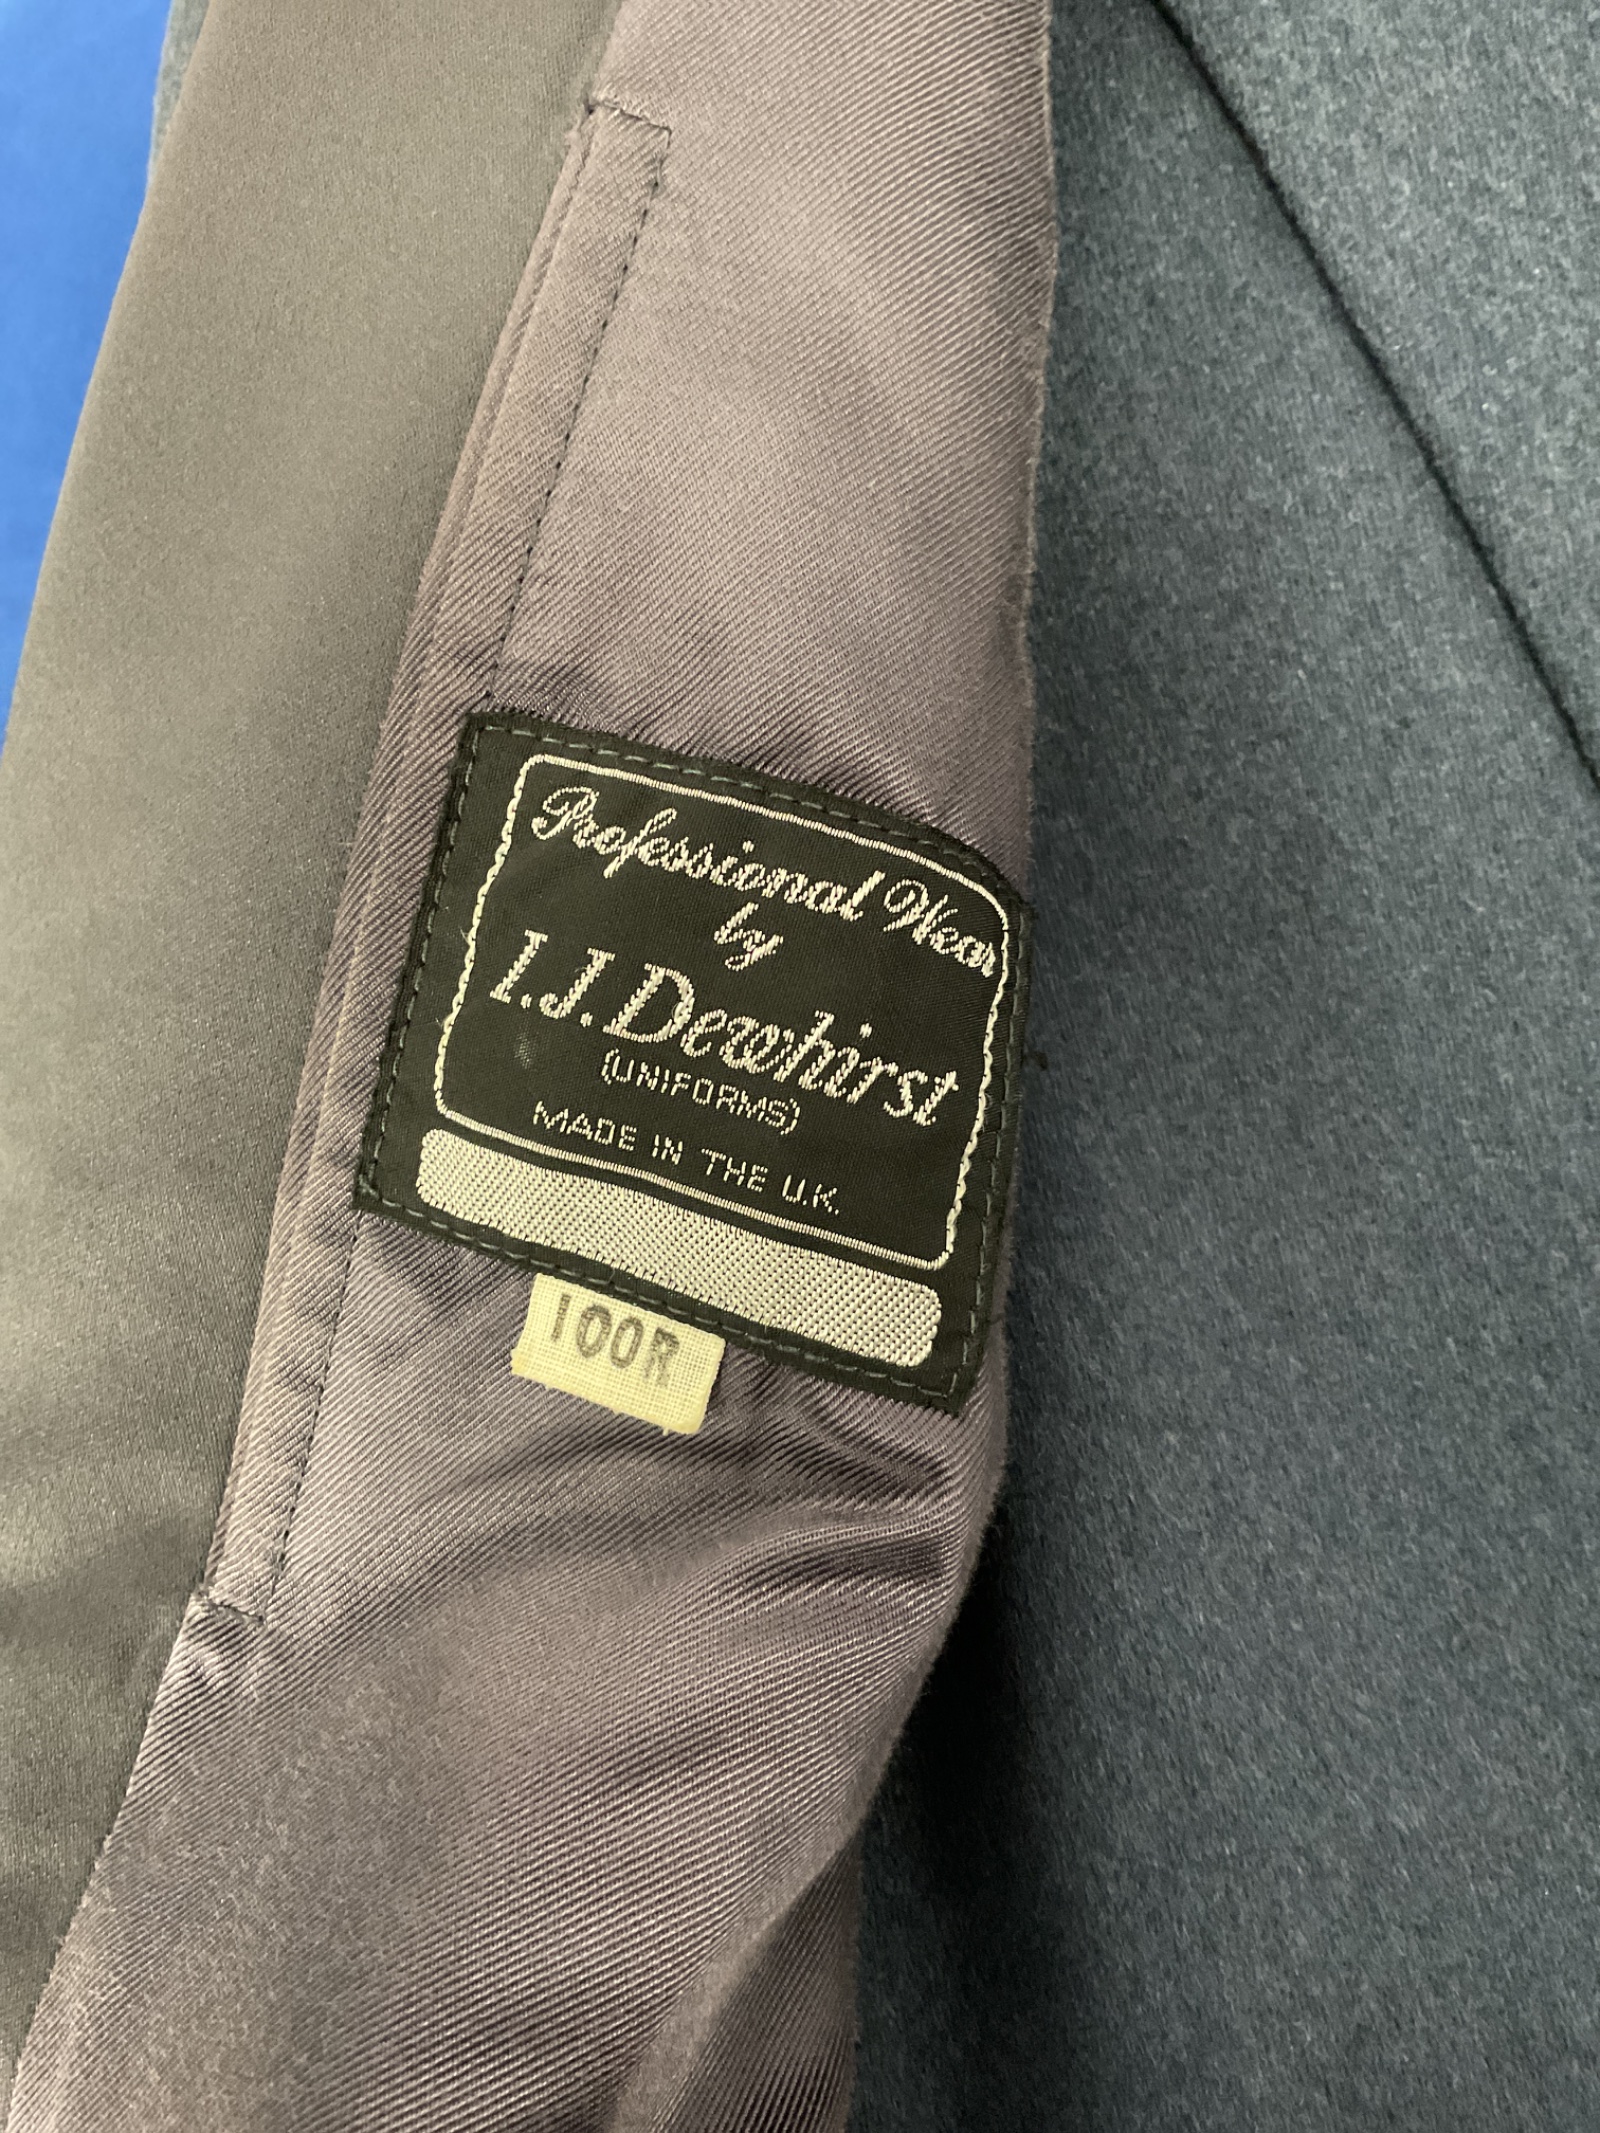 Professional Wear
by
I.J. Dewhirst
(UNIFORMS)
MADE IN THE U.K.
100R